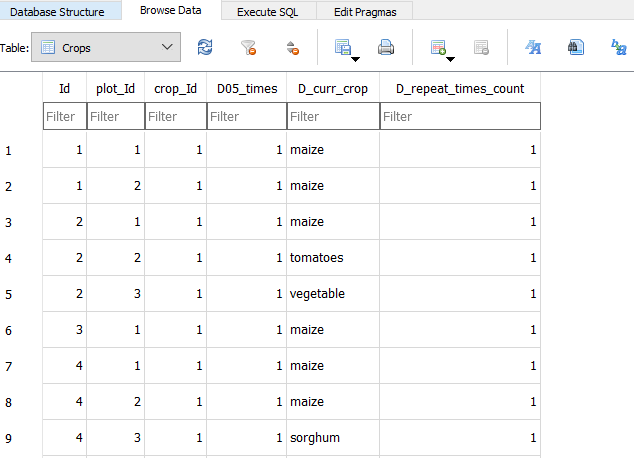 Database Structure Browse Data Execute SQL Edit Pragmas
Table: Crops
Id plot_Id crop_Id D05_times D_curr_crop D_repeat_times_count
Filter Filter Filter Filter Filter Filter
1 1 1 1 1 maize 1
2 1 2 1 1 maize 1
3 2 1 1 1 maize 1
4 2 2 1 1 tomatoes 1
5 2 3 1 1 vegetable 1
6 3 1 1 1 maize 1
7 4 1 1 1 maize 1
8 4 2 1 1 maize 1
9 4 3 1 1 sorghum 1